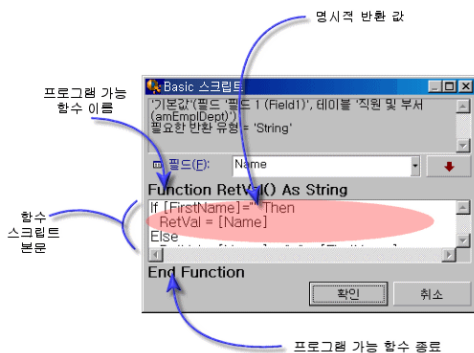 명시적 반환 값
Basic 스크립트
'기본값'(필드 '필드 1 (Field1)', 테이블 '직원 및 부서
(amEmplDept)')
필요한 반환 유형 = 'String'
프로그램 가능
함수 이름
필드(F):
Name
Function RetVal() As String
If [FirstName]="" Then
RetVal = [Name]
Else
함수
스크립트
본문
End Function
확인
취소
프로그램 가능 함수 종료